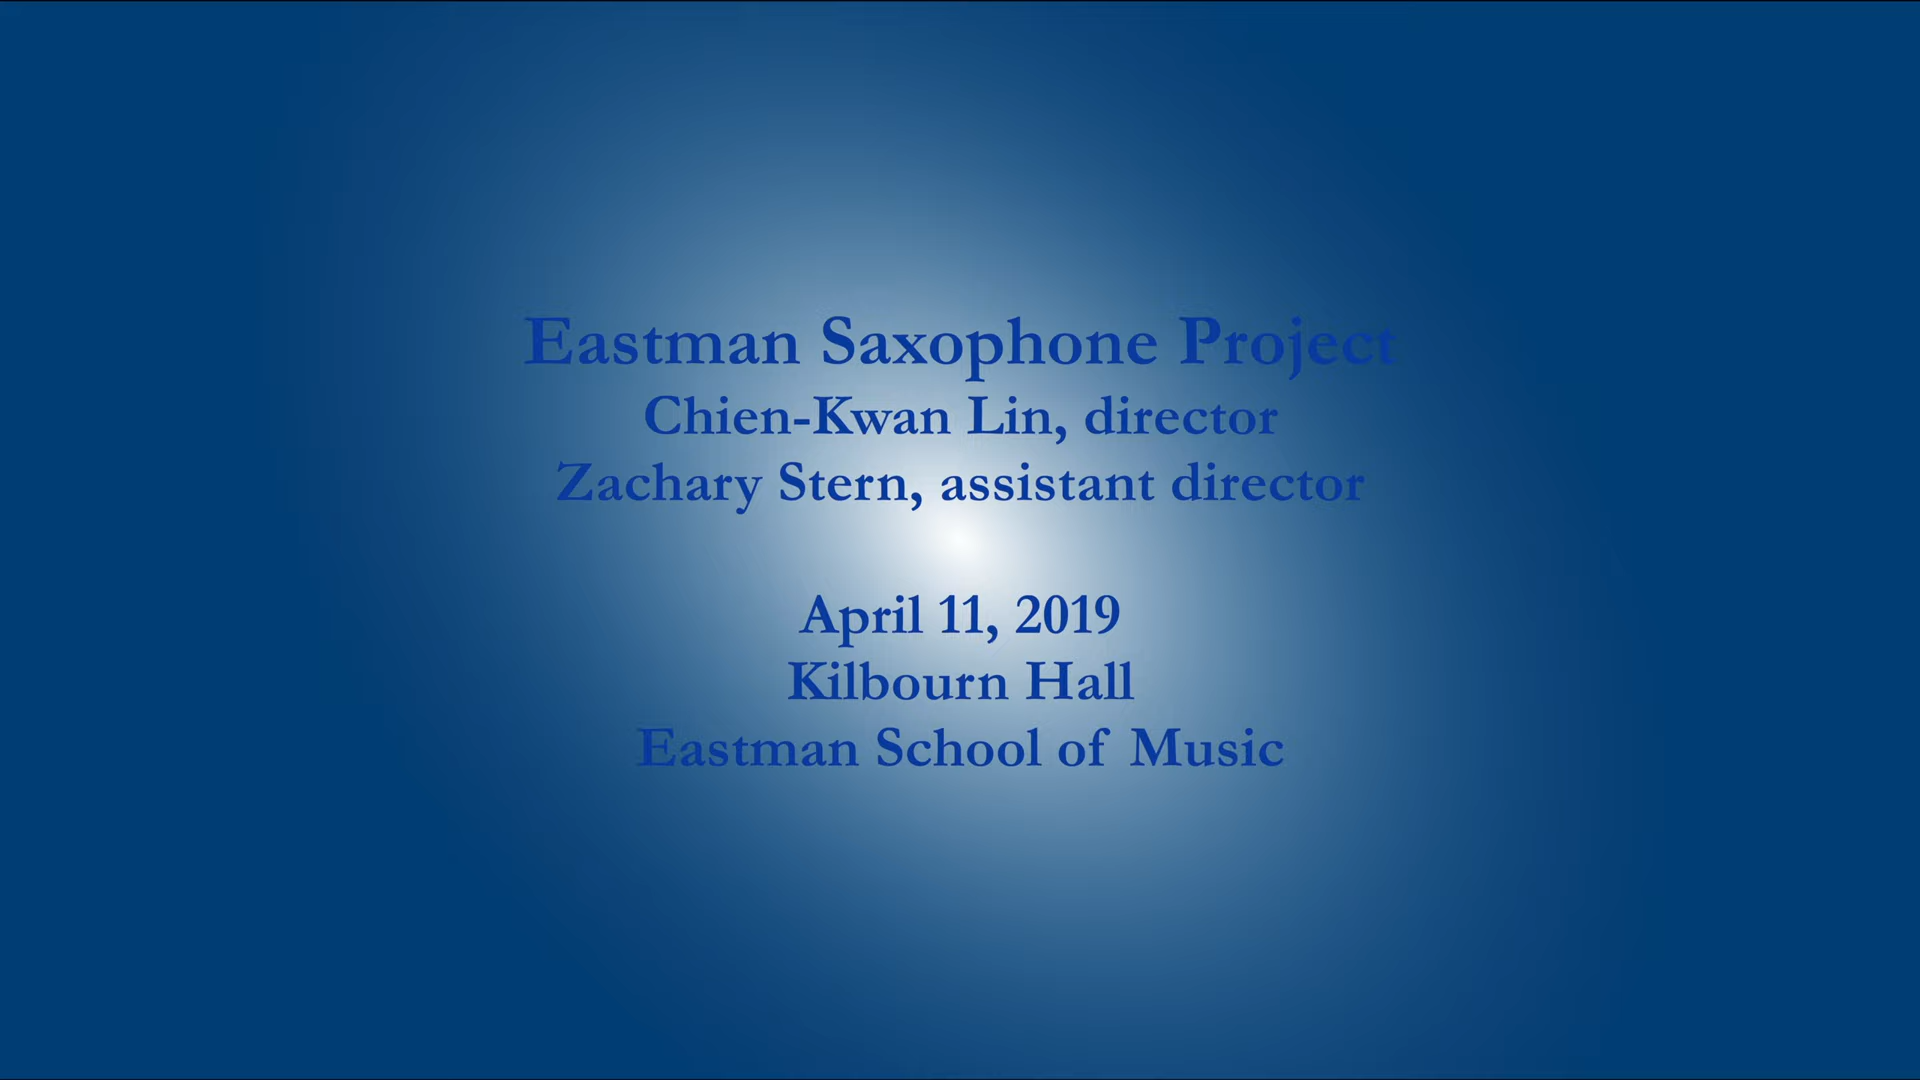 Eastman Saxophone Project
Chien-Kwan Lin, director
Zachary Stern, assistant director
April 11, 2019
Kilbourn Hall
Eastman School of Music